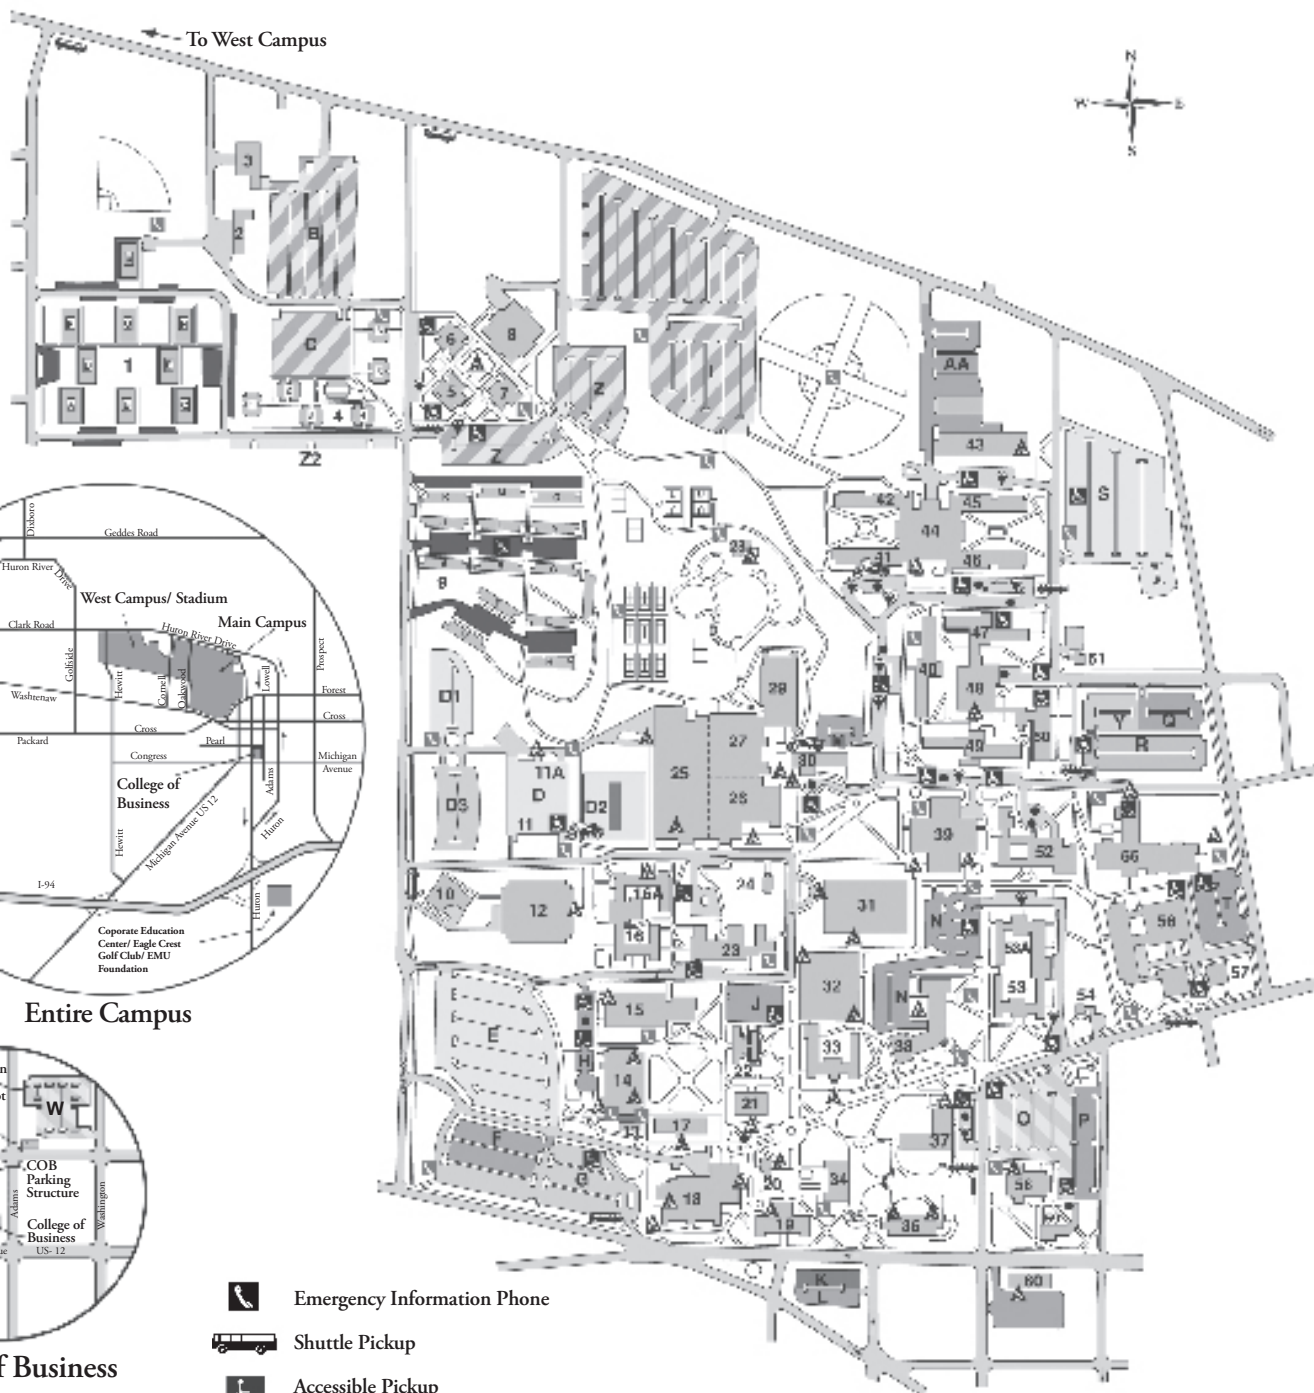 To West Campus
N
W
E
S
3
2
B
C
1
4
6
8
A
5
7
Z
Z
Z2
I
AA
43
S
42
45
44
41
46
9
29
47
40
48
61
49
50
V
Q
R
D1
D3
11A
D
11
D2
25
27
26
30
39
52
10
12
16A
16
24
C
23
31
N
53A
53
T
57
54
E
15
J
32
N
33
38
H
14
22
21
17
13
F
G
18
20
19
34
36
37
O
P
56
K
L
60
Dixboro
Geddes Road
Huron River
Drive
West Campus/ Stadium
Main Campus
Clark Road
Huron River Drive
Golfside
Hewitt
Cornell
Oakwood
Lowell
Prospect
Washtenaw
Forest
Cross
Cross
Packard
Pearl
Congress
Michigan
Avenue
College of
Business
Adams
Michigan Avenue US 12
Hewitt
Huron
I-94
Huron
Coporate Education
Center/ Eagle Crest
Golf Club/ EMU
Foundation
Entire Campus
W
COB
Parking
Structure
Adams
Washington
College of
Business
US- 12
f Business
Emergency Information Phone
Shuttle Pickup
Accessible Pickup